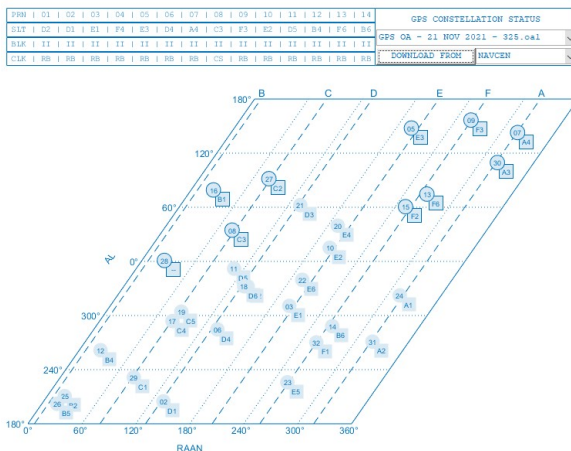 PRN | 01 | 02 | 03 | 04 | 05 | 06 | 07 | 08 | 09 | 10 | 11 | 12 | 13 | 14
SLT | D2 | D1 | E1 | F4 | E3 | D4 | A4 | C3 | F3 | E2 | D5 | B4 | F6 | B6
BLK | II | II | II | II | II | II | II | II | II | II | II | II | II | II
CLK | RB | RB | RB | RB | RB | RB | RB | CS | RB | RB | RB | RB | RB | RB
GPS CONSTELLATION STATUS
GPS OA - 21 NOV 2021 - 325.oa1
DOWNLOAD FROM NAVCEN
180° B C D E F A
09 F3
05 E3
07 A4
120°
30 A3
27 C2
16 B1
13 F6
15 F2
60°
21 D3
20 E4
08 C3
10 E2
AL
28 --
0°
11 D5
18 D6
22 E6
24 A1
03 E1
19 C5
300°
17 C4
14 B6
06 D4
32 F1
31 A2
12 B4
240°
29 C1
23 E5
25
26 B5
02 D1
180°
0° 60° 120° 180° 240° 300° 360°
RAAN